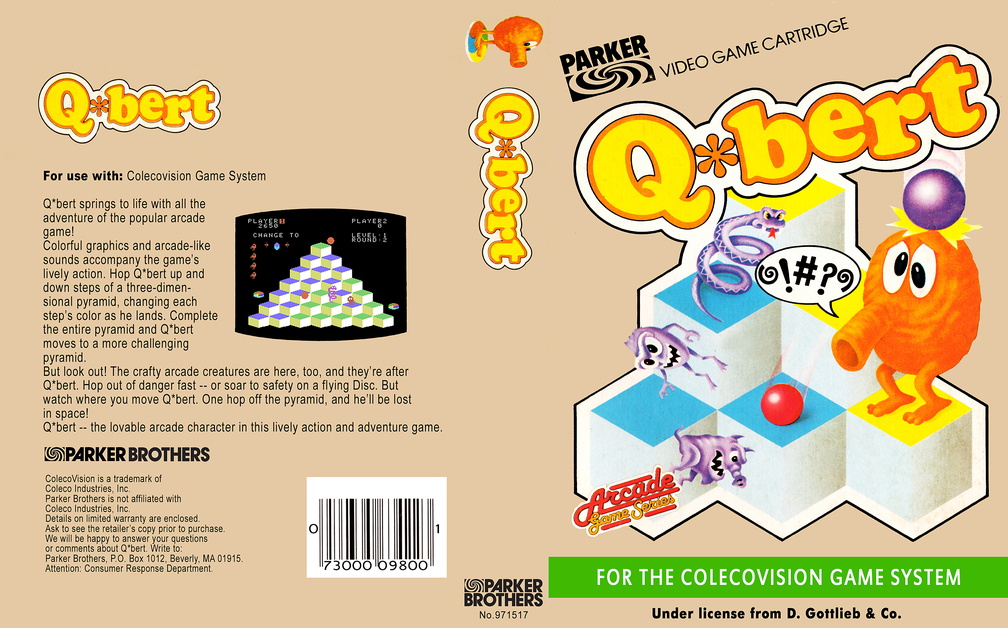 Q*bert
For use with: Colecovision Game System
Q*bert springs to life with all the
adventure of the popular arcade
game!
Colorful graphics and arcade-like
sounds accompany the game's
lively action. Hop Q*bert up and
down steps of a three-dimen-
sional pyramid, changing each
step's color as he lands. Complete
the entire pyramid and Q*bert
moves to a more challenging
pyramid.
But look out! The crafty arcade creatures are here, too, and they're after
Q*bert. Hop out of danger fast -- or soar to safety on a flying Disc. But
watch where you move Q*bert. One hop off the pyramid, and he'll be lost
in space!
Q*bert -- the lovable arcade character in this lively action and adventure game.
PLAYER1 PLAYER2
2650 0
CHANGE TO LEVEL:1
ROUND:2
PARKER BROTHERS
ColecoVision is a trademark of
Coleco Industries, Inc.
Parker Brothers is not affiliated with
Coleco Industries, Inc.
Details on limited warranty are enclosed.
Ask to see the retailer's copy prior to purchase.
We will be happy to answer your questions
or comments about Q*bert. Write to:
Parker Brothers, P.O. Box 1012, Beverly, MA 01915.
Attention: Consumer Response Department.
0 73000 09800 1
Q*bert
PARKER
BROTHERS
No.971517
PARKER
VIDEO GAME CARTRIDGE
Q*bert
@!#?@
Arcade
Game Series
FOR THE COLECOVISION GAME SYSTEM
Under license from D. Gottlieb & Co.